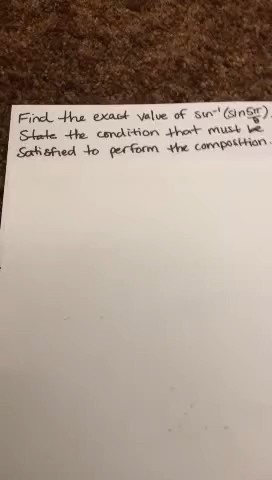 Find the exact value of sin⁻¹(sin 5π/8).
State the condition that must be
satisfied to perform the composition.